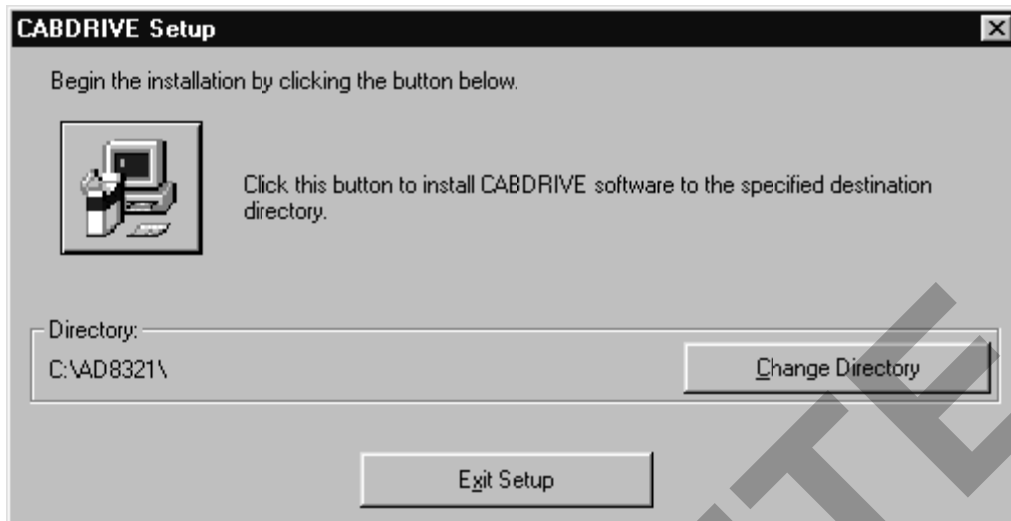 CABDRIVE Setup
Begin the installation by clicking the button below.
Click this button to install CABDRIVE software to the specified destination
directory.
Directory:
C:\AD8321\
Change Directory
Exit Setup
TE